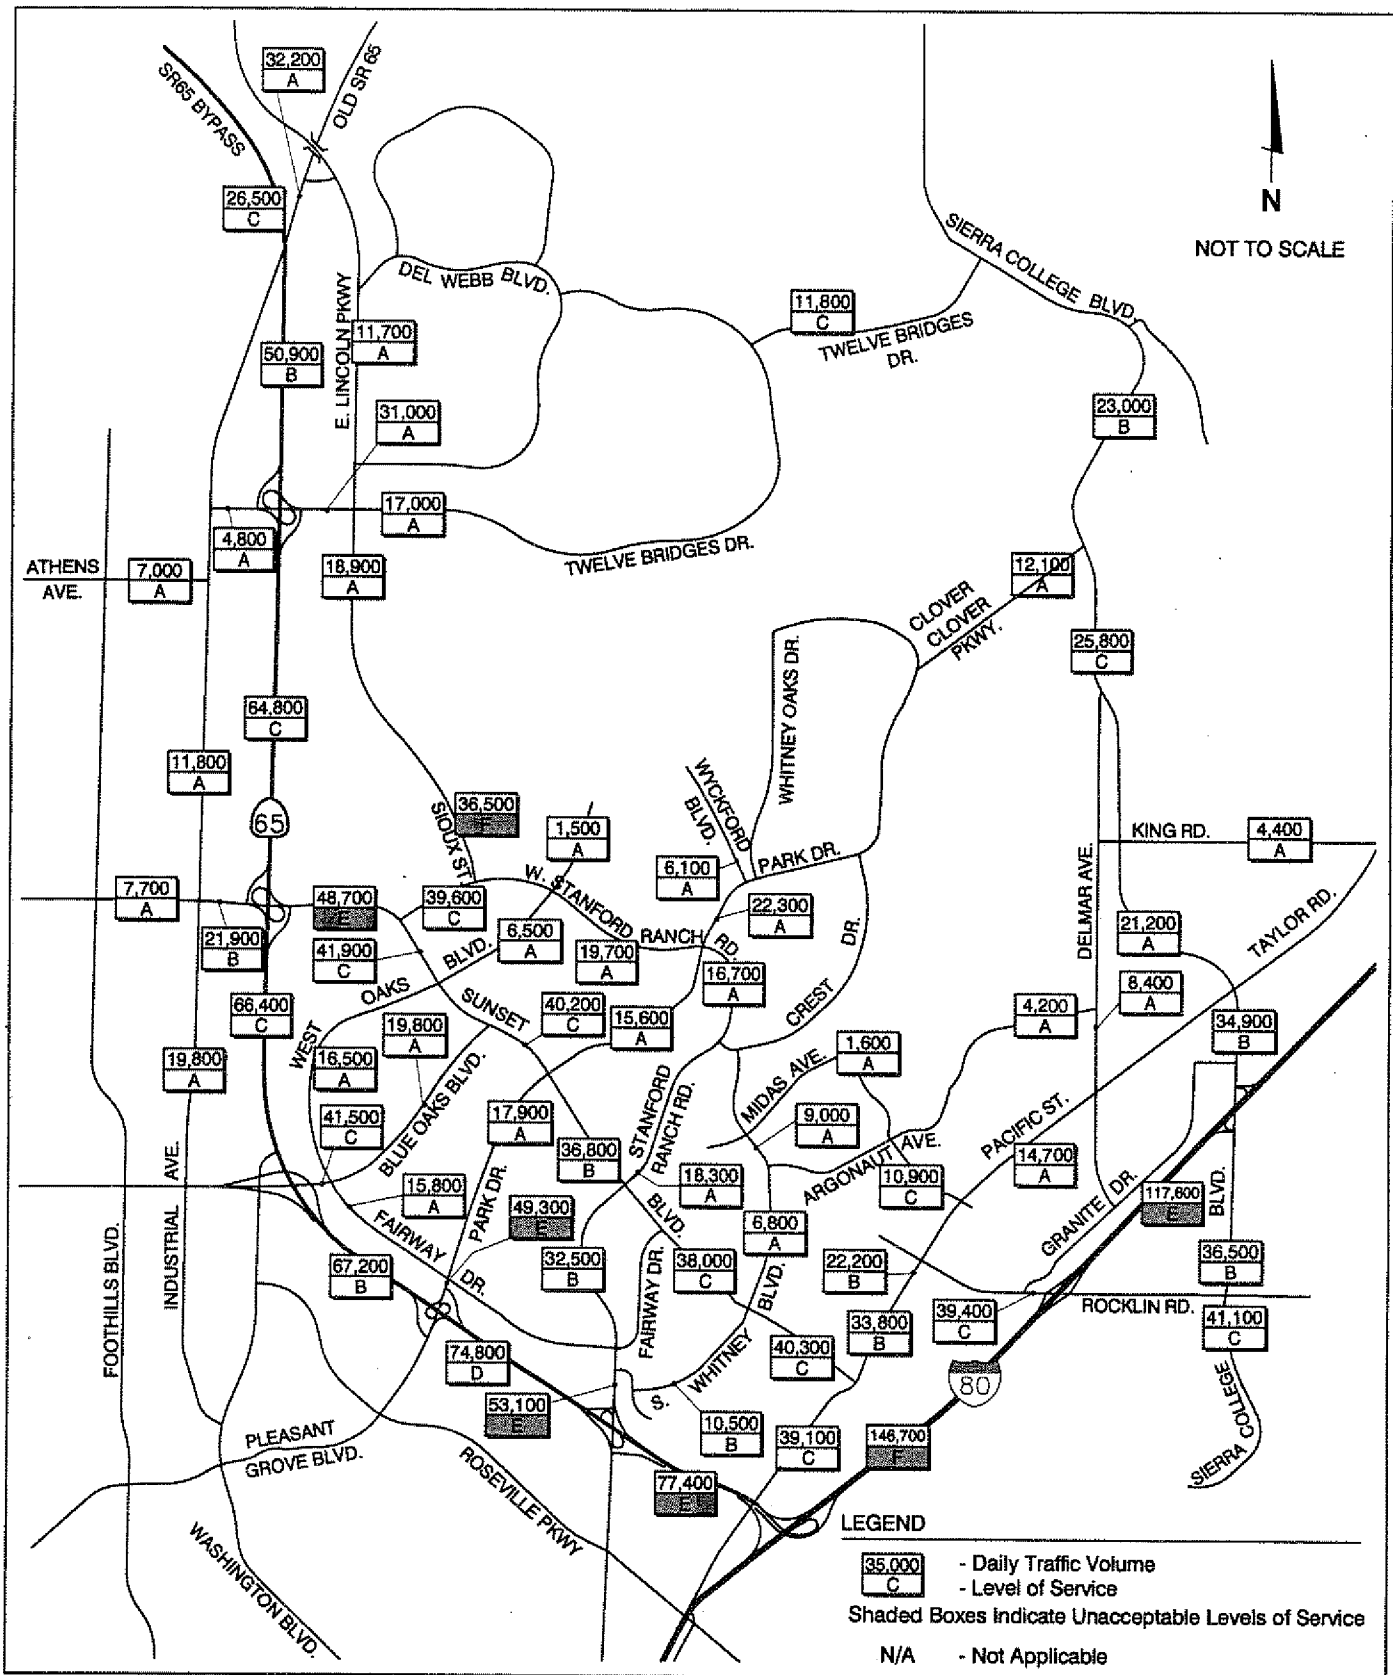 32,200
A
OLD SR 65
SR65 BYPASS
26,500
C
N
NOT TO SCALE
SIERRA COLLEGE BLVD.
DEL WEBB BLVD.
E. LINCOLN PKWY
11,700
A
11,800
C
TWELVE BRIDGES
DR.
50,900
B
31,000
A
23,000
B
17,000
A
4,800
A
TWELVE BRIDGES DR.
ATHENS
AVE.
7,000
A
18,900
A
12,100
A
CLOVER
CLOVER
PKWY.
25,800
C
WHITNEY OAKS DR.
64,800
C
11,800
A
65
SIOUX ST.
36,500
1,500
A
WYCKFORD
BLVD.
PARK DR.
6,100
A
KING RD.
4,400
A
DELMAR AVE.
TAYLOR RD.
7,700
A
48,700
E
39,600
C
W. STANFORD
RANCH RD.
22,300
A
21,900
B
41,900
C
6,500
A
19,700
A
21,200
A
WEST OAKS BLVD.
66,400
C
SUNSET
BLVD.
16,700
A
CREST
DR.
8,400
A
40,200
C
15,600
A
4,200
A
34,900
B
19,800
A
16,500
A
19,800
A
BLUE OAKS BLVD.
1,600
A
MIDAS AVE.
STANFORD
RANCH RD.
41,500
C
17,900
A
36,800
B
9,000
A
ARGONAUT AVE.
PACIFIC ST.
14,700
A
18,300
A
10,900
C
117,600
E
GRANITE DR.
INDUSTRIAL AVE.
FOOTHILLS BLVD.
15,800
A
PARK DR.
49,300
E
6,800
A
FAIRWAY
DR.
67,200
B
32,500
B
FAIRWAY DR.
38,000
C
22,200
B
36,500
B
ROCKLIN RD.
39,400
C
33,800
B
41,100
C
74,800
D
40,300
C
S. WHITNEY BLVD.
80
53,100
E
10,500
B
39,100
C
146,700
F
SIERRA COLLEGE
BLVD.
PLEASANT
GROVE BLVD.
ROSEVILLE PKWY
77,400
E
WASHINGTON BLVD.
LEGEND
35,000 - Daily Traffic Volume
C - Level of Service
Shaded Boxes Indicate Unacceptable Levels of Service
N/A - Not Applicable